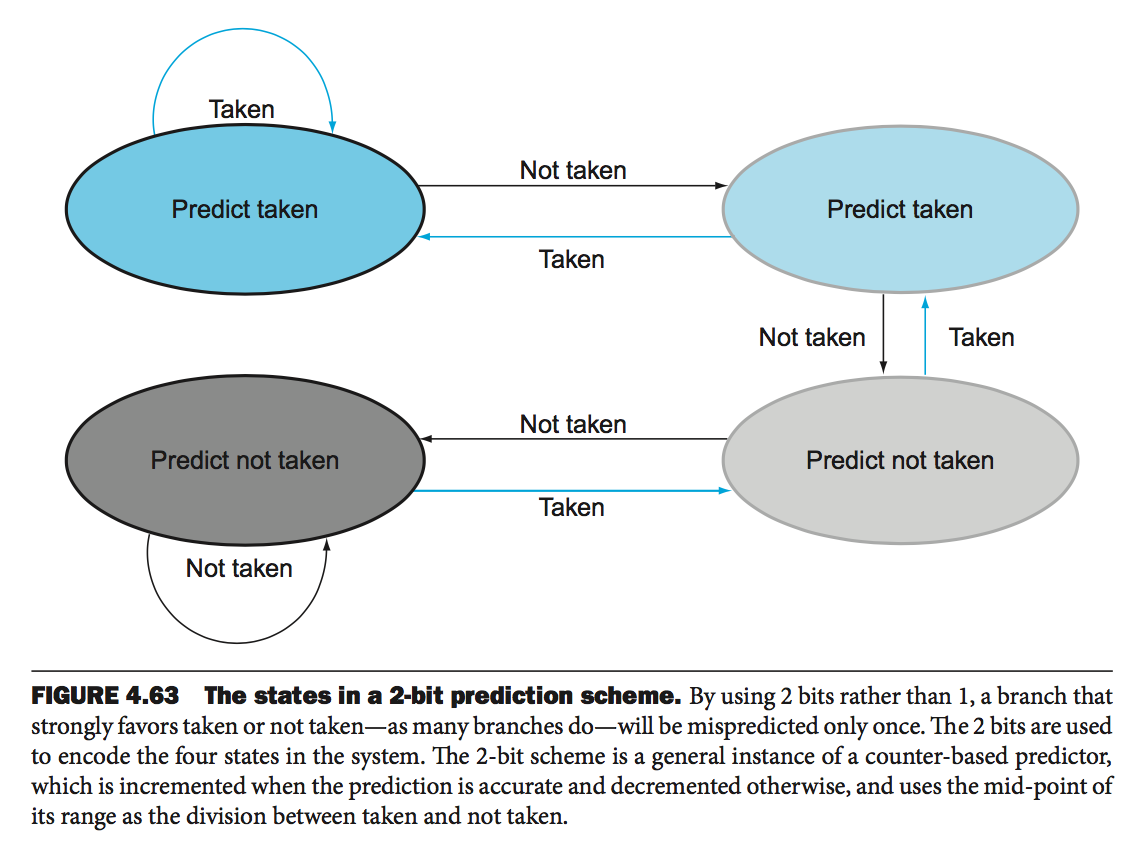 Taken
Not taken
Predict taken
Predict taken
Taken
Not taken
Taken
Not taken
Predict not taken
Predict not taken
Taken
Not taken
FIGURE 4.63 The states in a 2-bit prediction scheme. By using 2 bits rather than 1, a branch that
strongly favors taken or not taken—as many branches do—will be mispredicted only once. The 2 bits are used
to encode the four states in the system. The 2-bit scheme is a general instance of a counter-based predictor,
which is incremented when the prediction is accurate and decremented otherwise, and uses the mid-point of
its range as the division between taken and not taken.